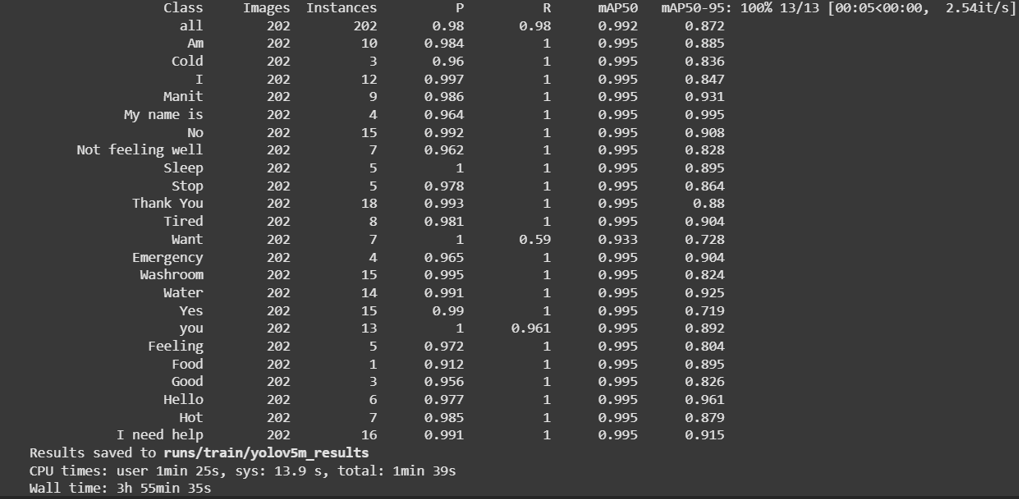 Class Images Instances P R mAP50 mAP50-95: 100% 13/13 [00:05<00:00, 2.54it/s]
all 202 202 0.98 0.98 0.992 0.872
Am 202 10 0.984 1 0.995 0.885
Cold 202 3 0.96 1 0.995 0.836
I 202 12 0.997 1 0.995 0.847
Manit 202 9 0.986 1 0.995 0.931
My name is 202 4 0.964 1 0.995 0.995
No 202 15 0.992 1 0.995 0.908
Not feeling well 202 7 0.962 1 0.995 0.828
Sleep 202 5 1 1 0.995 0.895
Stop 202 5 0.978 1 0.995 0.864
Thank You 202 18 0.993 1 0.995 0.88
Tired 202 8 0.981 1 0.995 0.904
Want 202 7 1 0.59 0.933 0.728
Emergency 202 4 0.965 1 0.995 0.904
Washroom 202 15 0.995 1 0.995 0.824
Water 202 14 0.991 1 0.995 0.925
Yes 202 15 0.99 1 0.995 0.719
you 202 13 1 0.961 0.995 0.892
Feeling 202 5 0.972 1 0.995 0.804
Food 202 1 0.912 1 0.995 0.895
Good 202 3 0.956 1 0.995 0.826
Hello 202 6 0.977 1 0.995 0.961
Hot 202 7 0.985 1 0.995 0.879
I need help 202 16 0.991 1 0.995 0.915
Results saved to runs/train/yolov5m_results
CPU times: user 1min 25s, sys: 13.9 s, total: 1min 39s
Wall time: 3h 55min 35s